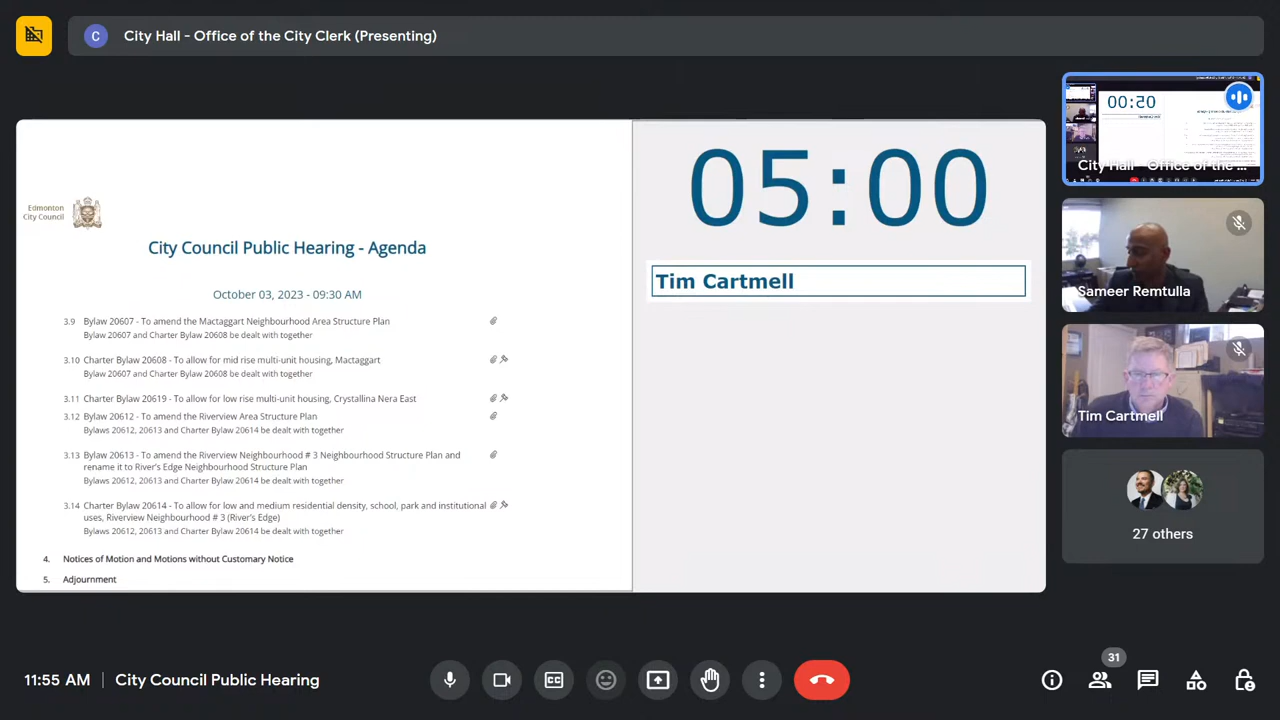 C
City Hall - Office of the City Clerk (Presenting)
Edmonton
City Council
City Council Public Hearing - Agenda
October 03, 2023 - 09:30 AM
3.9 Bylaw 20607 - To amend the Mactaggart Neighbourhood Area Structure Plan
Bylaw 20607 and Charter Bylaw 20608 be dealt with together
3.10 Charter Bylaw 20608 - To allow for mid rise multi-unit housing, Mactaggart
Bylaw 20607 and Charter Bylaw 20608 be dealt with together
3.11 Charter Bylaw 20619 - To allow for low rise multi-unit housing, Crystallina Nera East
3.12 Bylaw 20612 - To amend the Riverview Area Structure Plan
Bylaws 20612, 20613 and Charter Bylaw 20614 be dealt with together
3.13 Bylaw 20613 - To amend the Riverview Neighbourhood # 3 Neighbourhood Structure Plan and
rename it to River's Edge Neighbourhood Structure Plan
Bylaws 20612, 20613 and Charter Bylaw 20614 be dealt with together
3.14 Charter Bylaw 20614 - To allow for low and medium residential density, school, park and institutional
uses, Riverview Neighbourhood # 3 (River's Edge)
Bylaws 20612, 20613 and Charter Bylaw 20614 be dealt with together
4. Notices of Motion and Motions without Customary Notice
5. Adjournment
05:00
Tim Cartmell
05:00
City Hall - Office of the ...
Sameer Remtulla
Tim Cartmell
27 others
11:55 AM | City Council Public Hearing
CC
31